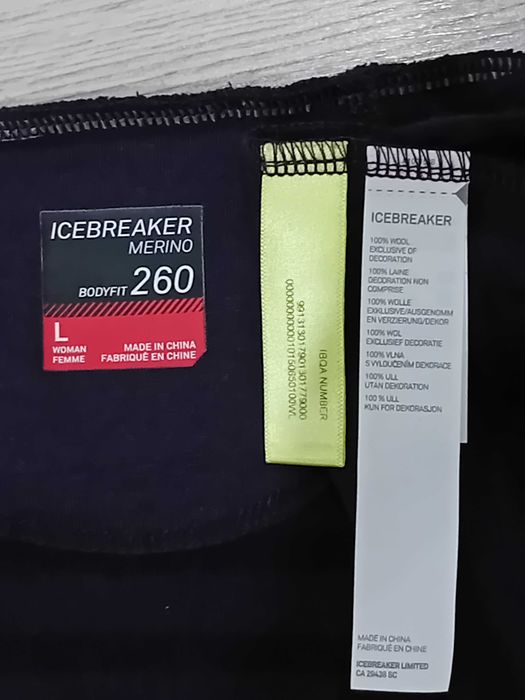 ICEBREAKER
MERINO
BODYFIT 260
L
WOMAN
FEMME
MADE IN CHINA
FABRIQUÉ EN CHINE
IBQA NUMBER
ICEBREAKER
100% WOOL
EXCLUSIVE OF
DECORATION
100% LAINE
DECORATION NON
COMPRISE
100% WOLLE
EXKLUSIVE/AUSGENOMM
EN VERZIERUNG/DEKOR
100% WOL
EXCLUSIEF DECORATIE
100% VLNA
S VYLOUČENÍM DEKORACE
100% ULL
UTAN DEKORATION
100 % ULL
KUN FOR DEKORASJON
MADE IN CHINA
FABRIQUÉ EN CHINE
ICEBREAKER LIMITED
CA 29436 BC